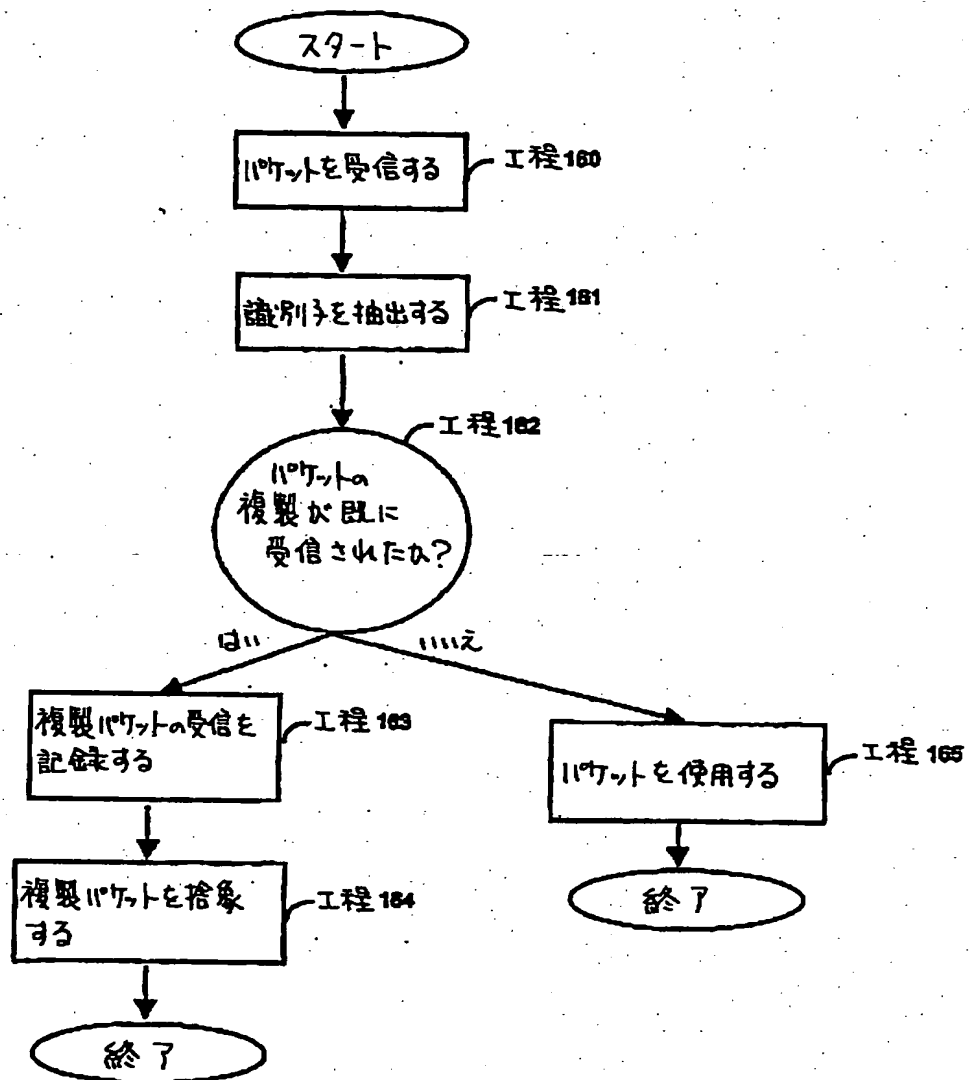 スタート
パケットを受信する
工程160
識別子を抽出する
工程161
工程162
パケットの
複製が既に
受信されたか?
はい
いいえ
複製パケットの受信を
記録する
工程163
パケットを使用する
工程165
複製パケットを捨象
する
工程164
終了
終了